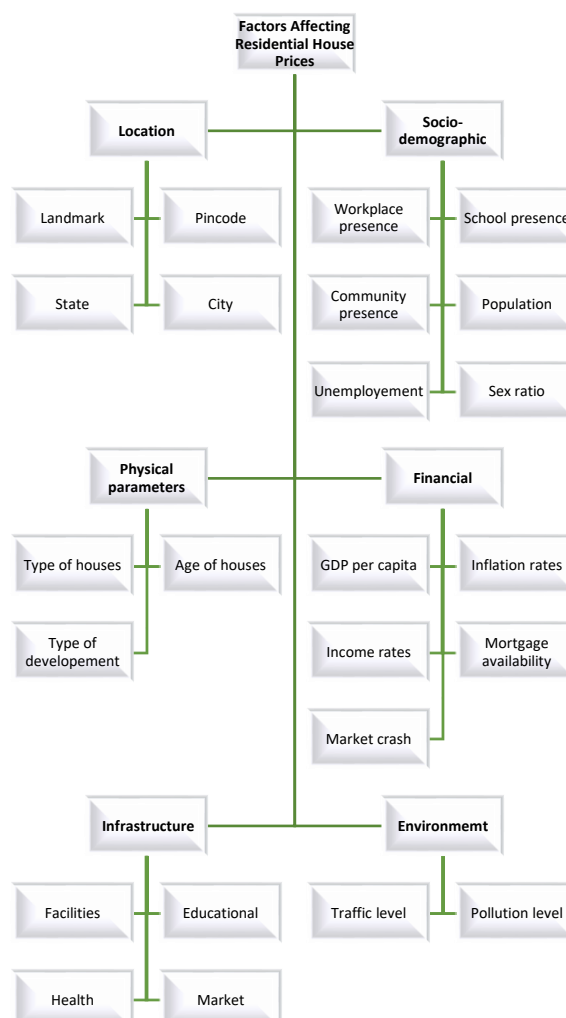 Factors Affecting
Residential House
Prices
Location
Socio-
demographic
Landmark
Pincode
Workplace
presence
School presence
State
City
Community
presence
Population
Unemployement
Sex ratio
Physical
parameters
Financial
Type of houses
Age of houses
GDP per capita
Inflation rates
Type of
developement
Income rates
Mortgage
availability
Market crash
Infrastructure
Environmemt
Facilities
Educational
Traffic level
Pollution level
Health
Market